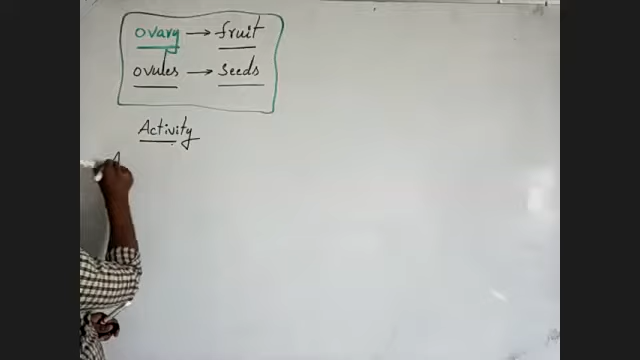 ovary → fruit
ovules → seeds
Activity
A